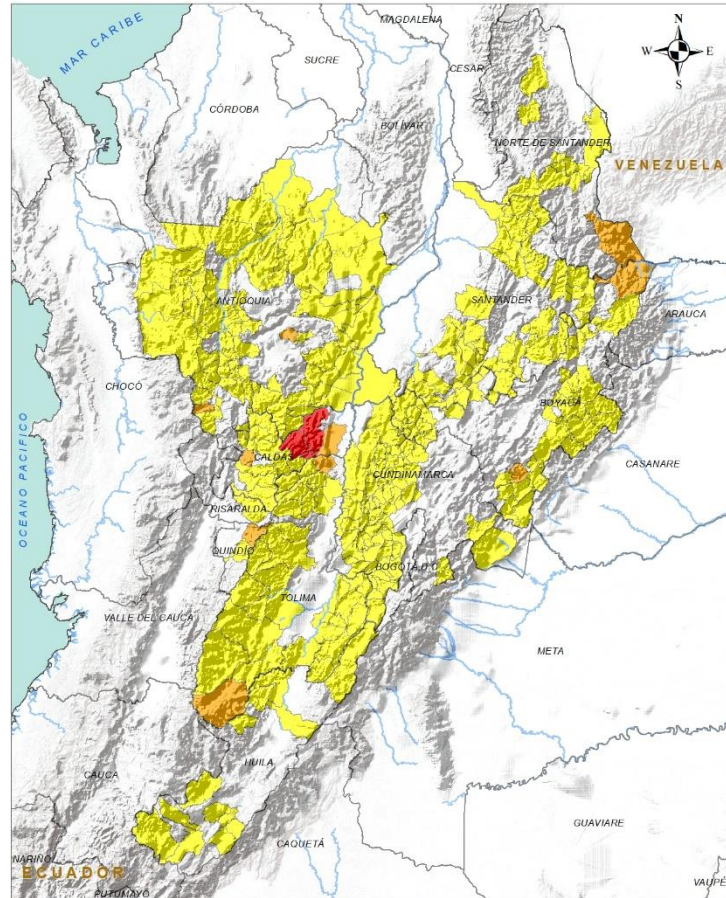 MAGDALENA
N
MAR CARIBE
SUCRE
CESAR
W
E
S
CÓRDOBA
BOLÍVAR
NORTE DE SANTANDER
VENEZUELA
ANTIOQUIA
SANTANDER
ARAUCA
CHOCÓ
BOYACÁ
CALDAS
CUNDINAMARCA
CASANARE
OCEANO PACIFICO
RISARALDA
QUINDÍO
BOGOTÁ D.C
TOLIMA
VALLE DEL CAUCA
META
HUILA
CAUCA
GUAVIARE
CAQUETÁ
NARIÑO
ECUADOR
PUTUMAYO
VAUPÉ